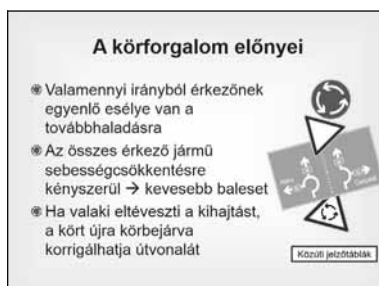 A körforgalom előnyei
Valamennyi irányból érkezőnek
egyenlő esélye van a
továbbhaladásra
Az összes érkező jármű
sebességcsökkentésre
kényszerül → kevesebb baleset
Ha valaki eltéveszti a kihajtást,
a kört újra körbejárva
korrigálhatja útvonalát
Közúti jelzőtáblák